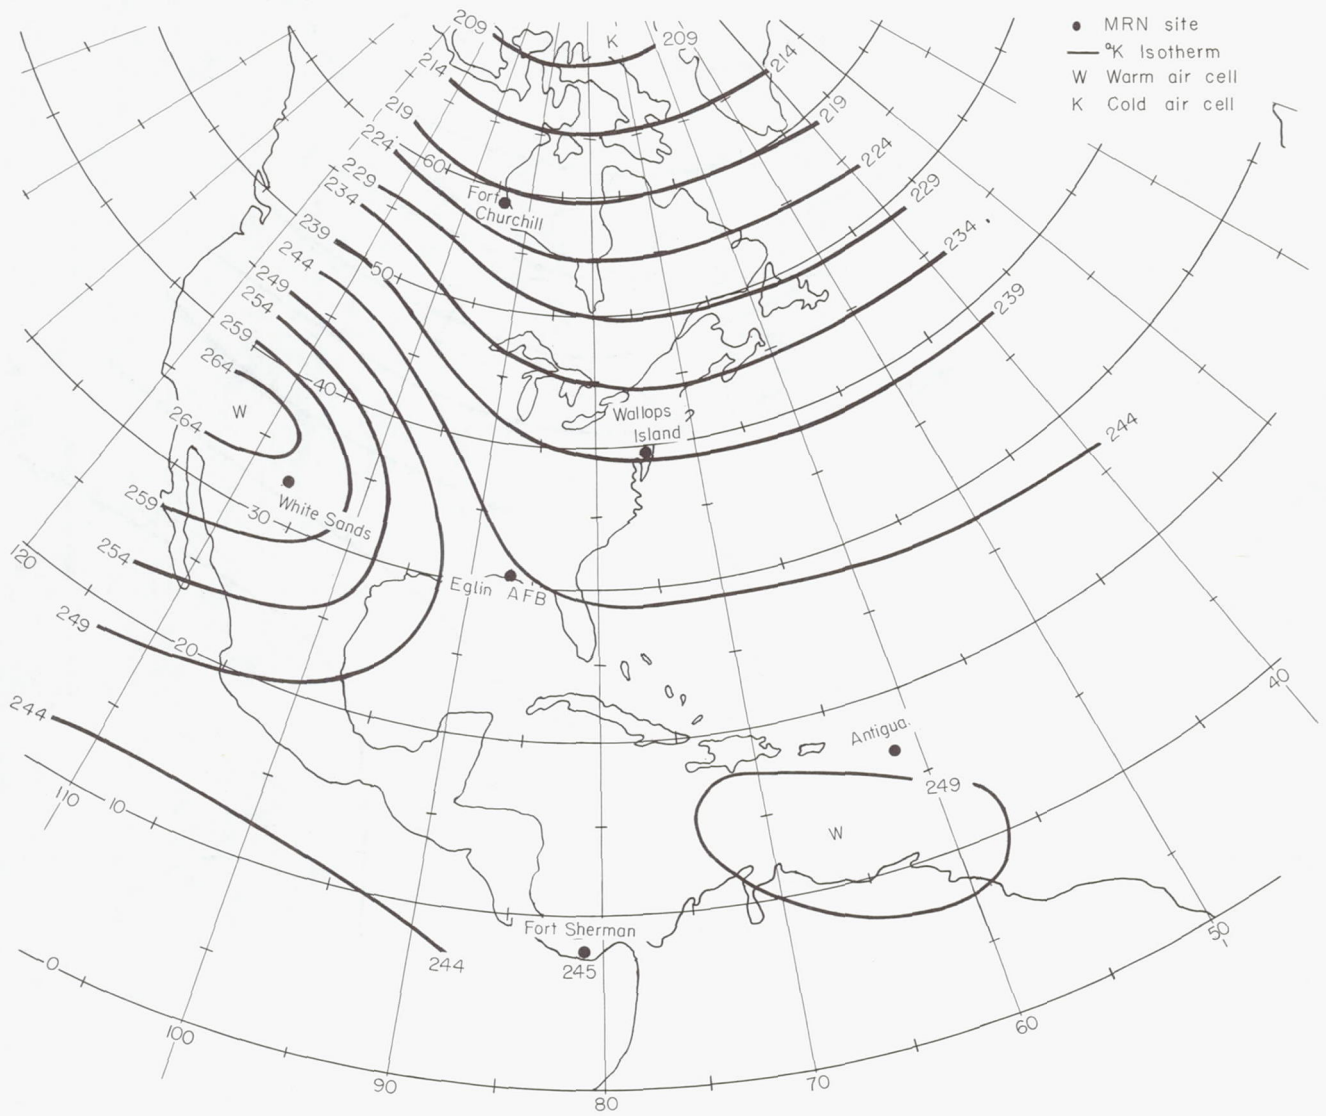 MRN site
°K Isotherm
W Warm air cell
K Cold air cell
209
K
209
214
214
219
219
224
224
60
229
229
Fort
Churchill
234
234
239
239
244
50
249
254
259
264
40
W
264
Wallops
Island
244
White Sands
259
30
254
120
Eglin AFB
249
20
40
244
Antigua
249
110
10
W
Fort Sherman
50
244
245
0
100
60
90
70
80